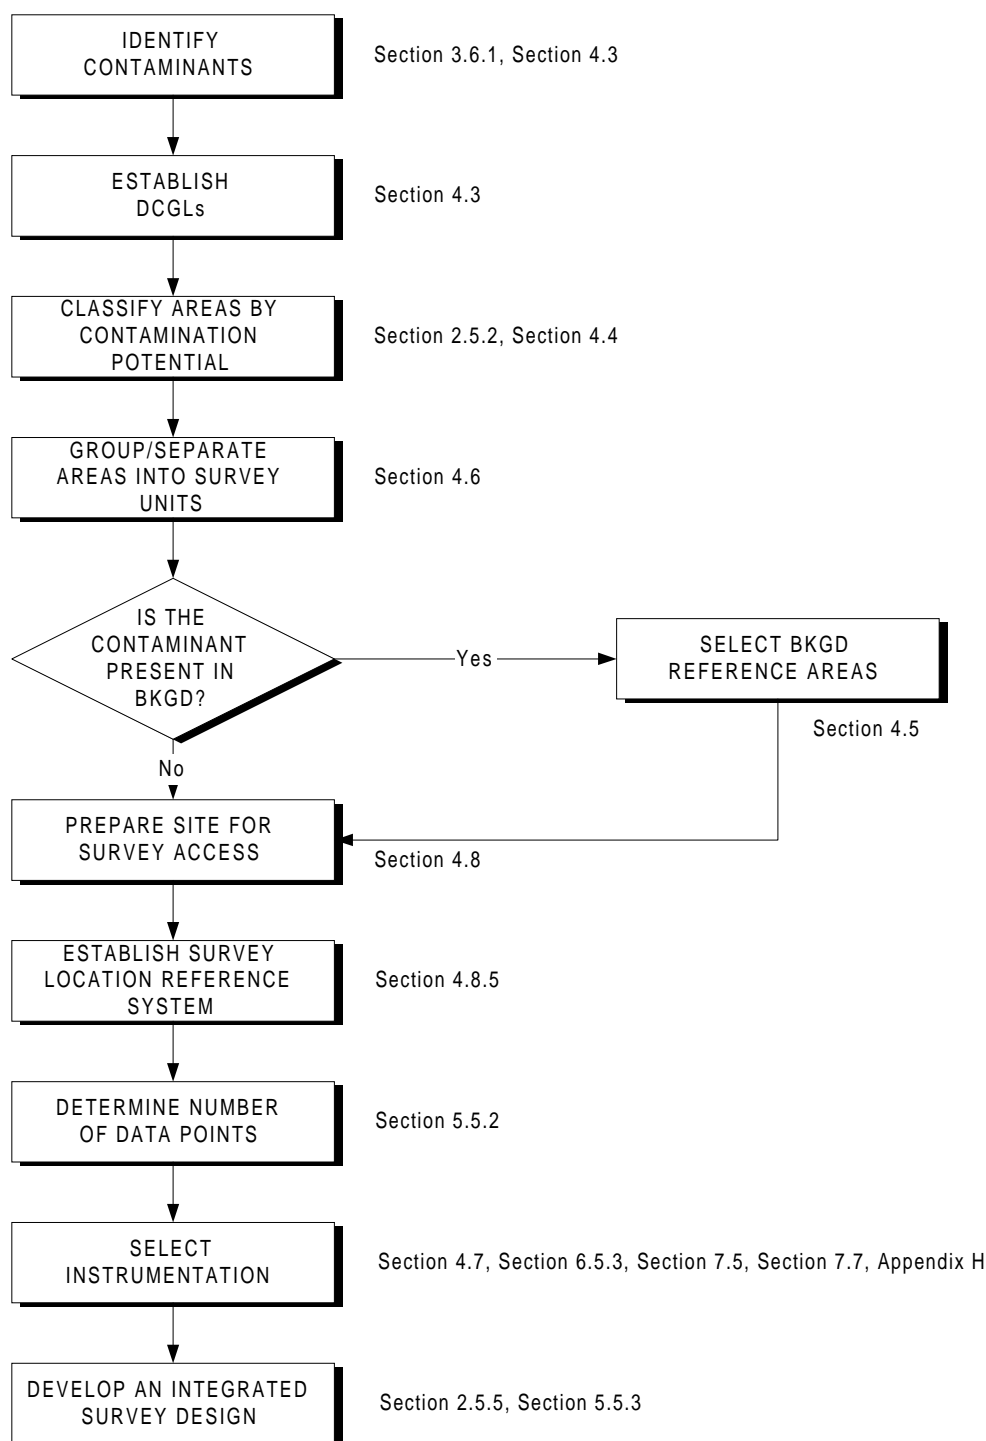 IDENTIFY
CONTAMINANTS
Section 3.6.1, Section 4.3
ESTABLISH
DCGLs
Section 4.3
CLASSIFY AREAS BY
CONTAMINATION
POTENTIAL
Section 2.5.2, Section 4.4
GROUP/SEPARATE
AREAS INTO SURVEY
UNITS
Section 4.6
IS THE
CONTAMINANT
PRESENT IN
BKGD?
Yes
SELECT BKGD
REFERENCE AREAS
Section 4.5
No
PREPARE SITE FOR
SURVEY ACCESS
Section 4.8
ESTABLISH SURVEY
LOCATION REFERENCE
SYSTEM
Section 4.8.5
DETERMINE NUMBER
OF DATA POINTS
Section 5.5.2
SELECT
INSTRUMENTATION
Section 4.7, Section 6.5.3, Section 7.5, Section 7.7, Appendix H
DEVELOP AN INTEGRATED
SURVEY DESIGN
Section 2.5.5, Section 5.5.3